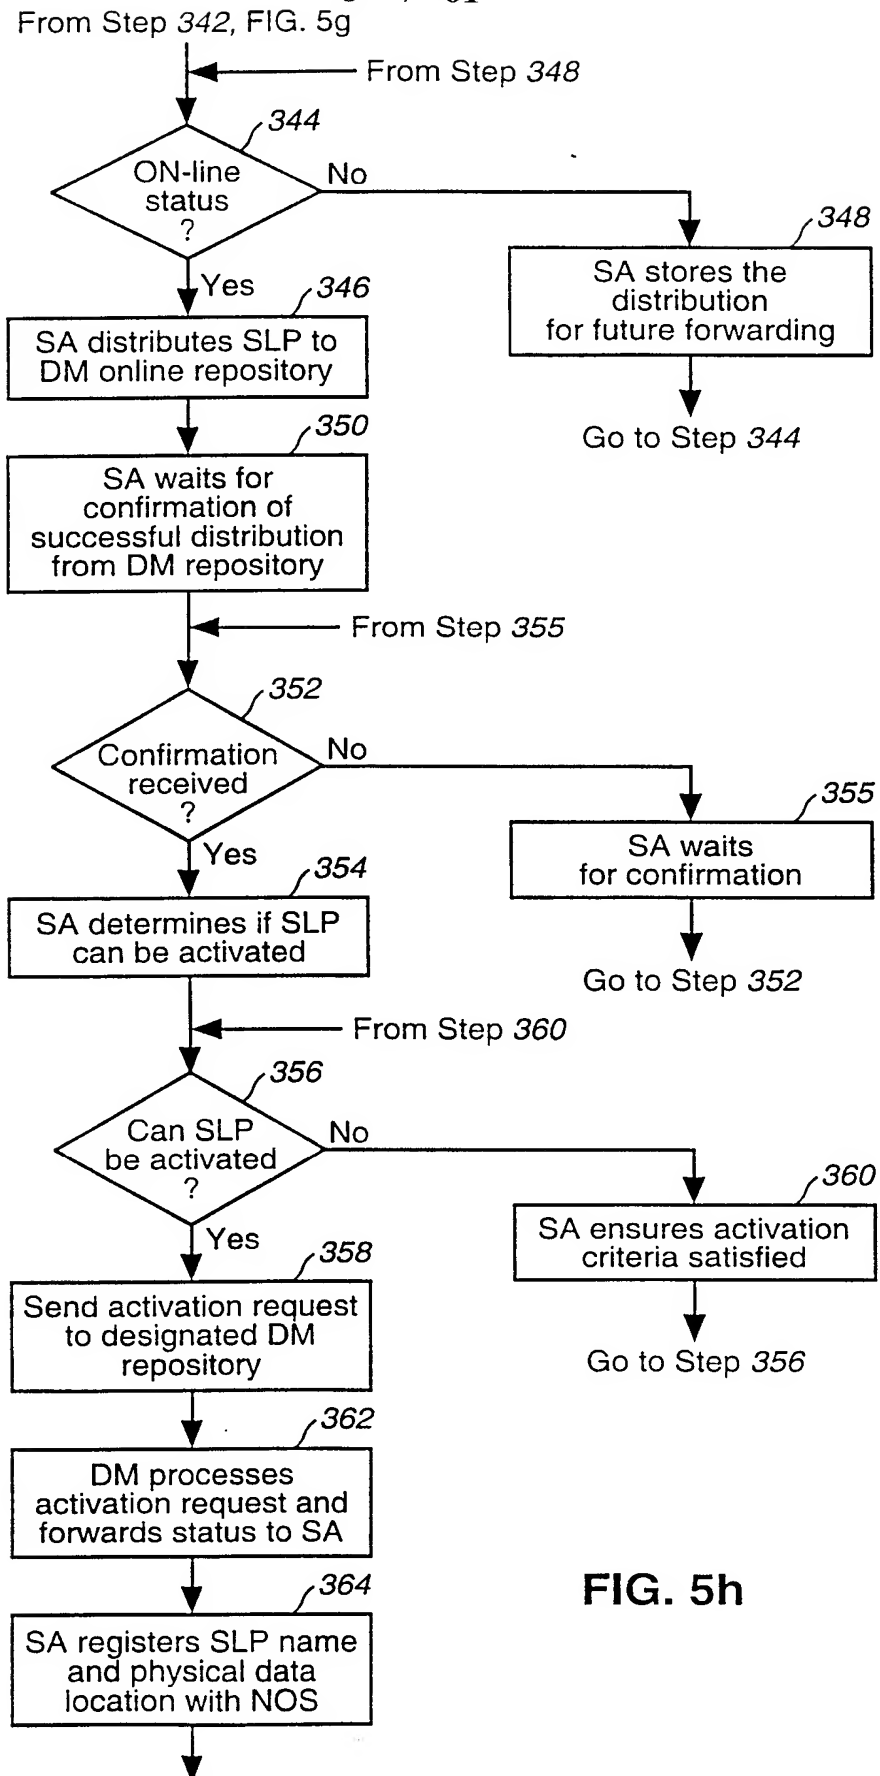 From Step 342, FIG. 5g
From Step 348
344
ON-line
status
?
No
Yes
348
SA stores the
distribution
for future forwarding
Go to Step 344
346
SA distributes SLP to
DM online repository
350
SA waits for
confirmation of
successful distribution
from DM repository
From Step 355
352
Confirmation
received
?
No
Yes
355
SA waits
for confirmation
Go to Step 352
354
SA determines if SLP
can be activated
From Step 360
356
Can SLP
be activated
?
No
Yes
360
SA ensures activation
criteria satisfied
Go to Step 356
358
Send activation request
to designated DM
repository
362
DM processes
activation request and
forwards status to SA
364
SA registers SLP name
and physical data
location with NOS
FIG. 5h